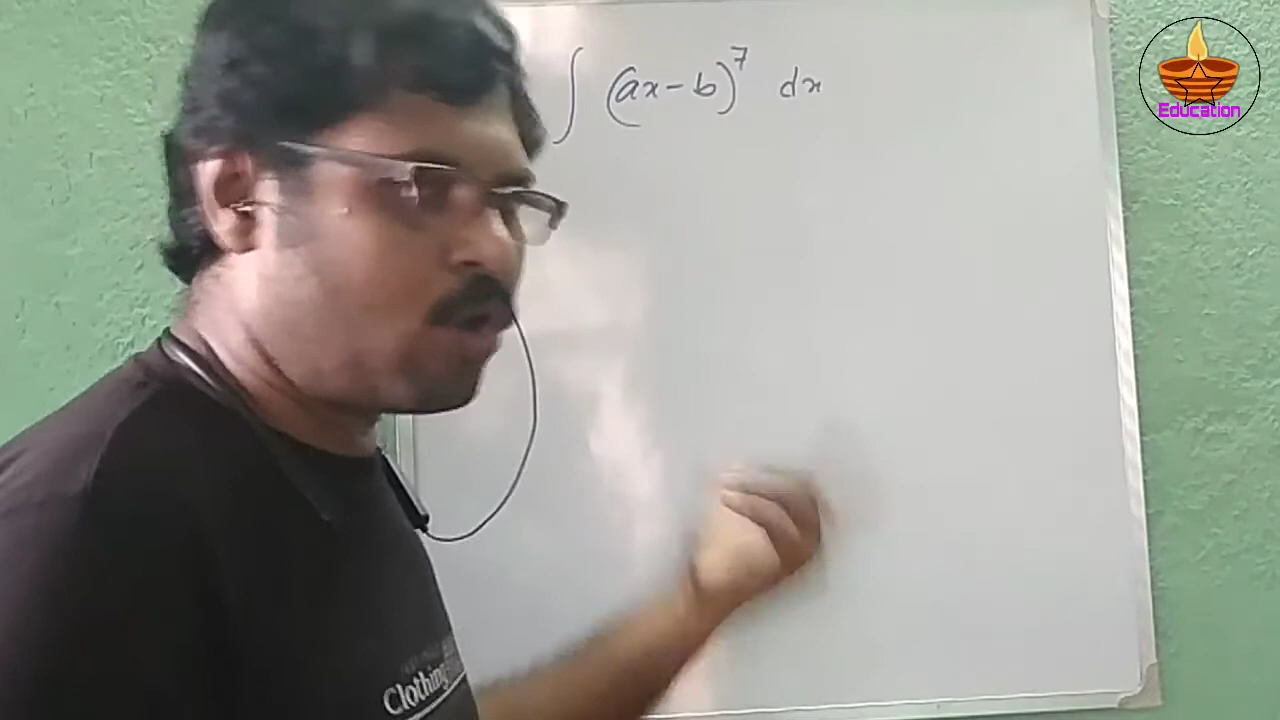 ∫ (ax - b)⁷ dx
Education
Clothing